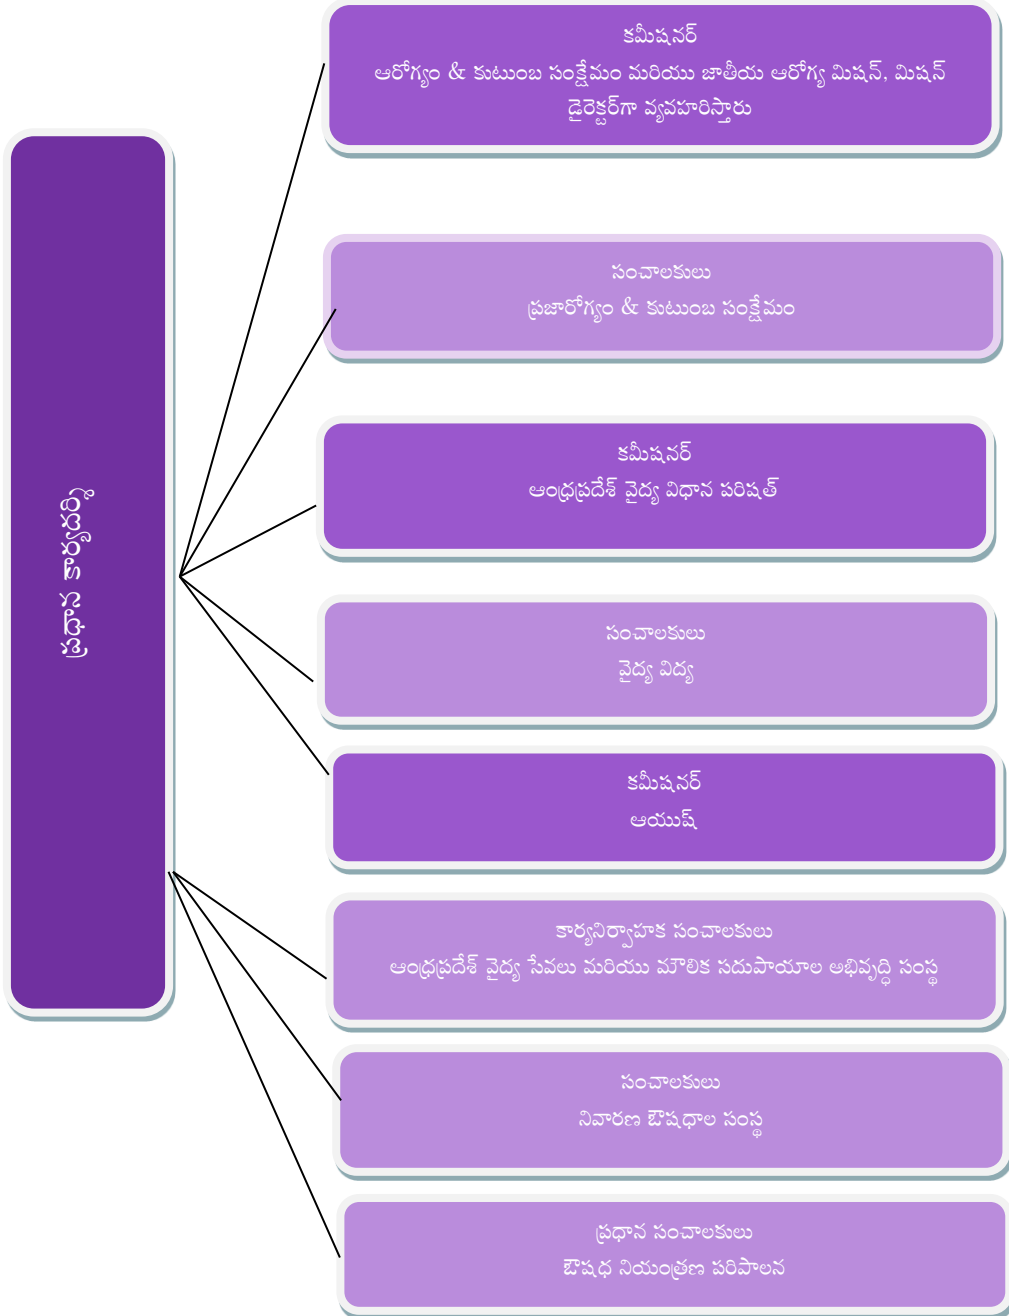 ప్రధాన కార్యదర్శి
కమీషనర్
ఆరోగ్యం & కుటుంబ సంక్షేమం మరియు జాతీయ ఆరోగ్య మిషన్, మిషన్
డైరెక్టర్‌గా వ్యవహరిస్తారు
సంచాలకులు
ప్రజారోగ్యం & కుటుంబ సంక్షేమం
కమీషనర్
ఆంధ్రప్రదేశ్ వైద్య విధాన పరిషత్
సంచాలకులు
వైద్య విద్య
కమీషనర్
ఆయుష్
కార్యనిర్వాహక సంచాలకులు
ఆంధ్రప్రదేశ్ వైద్య సేవలు మరియు మౌలిక సదుపాయాల అభివృద్ధి సంస్థ
సంచాలకులు
నివారణ ఔషధాల సంస్థ
ప్రధాన సంచాలకులు
ఔషధ నియంత్రణ పరిపాలన